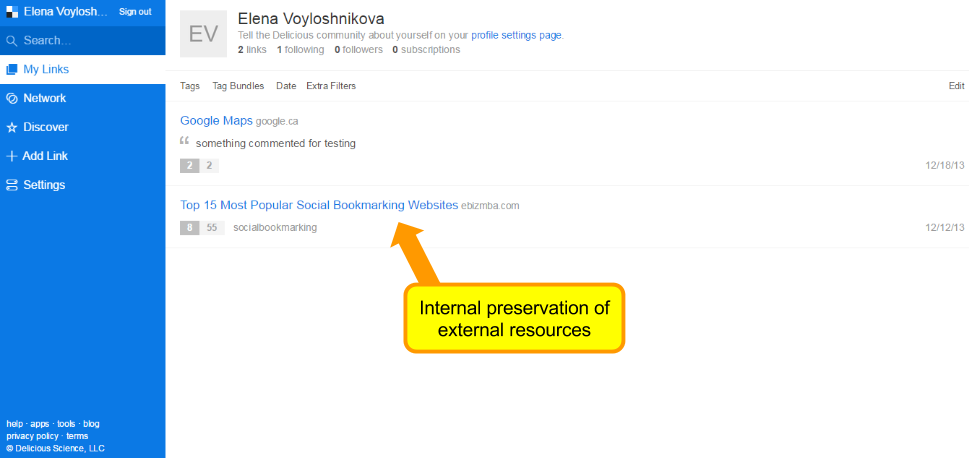 Elena Voylosh... Sign out
Search...
My Links
Network
Discover
Add Link
Settings
help · apps · tools · blog
privacy policy · terms
© Delicious Science, LLC
EV
Elena Voyloshnikova
Tell the Delicious community about yourself on your profile settings page.
2 links 1 following 0 followers 0 subscriptions
Tags Tag Bundles Date Extra Filters Edit
Google Maps google.ca
“ something commented for testing
2 2 12/18/13
Top 15 Most Popular Social Bookmarking Websites ebizmba.com
8 55 socialbookmarking 12/12/13
Internal preservation of
external resources